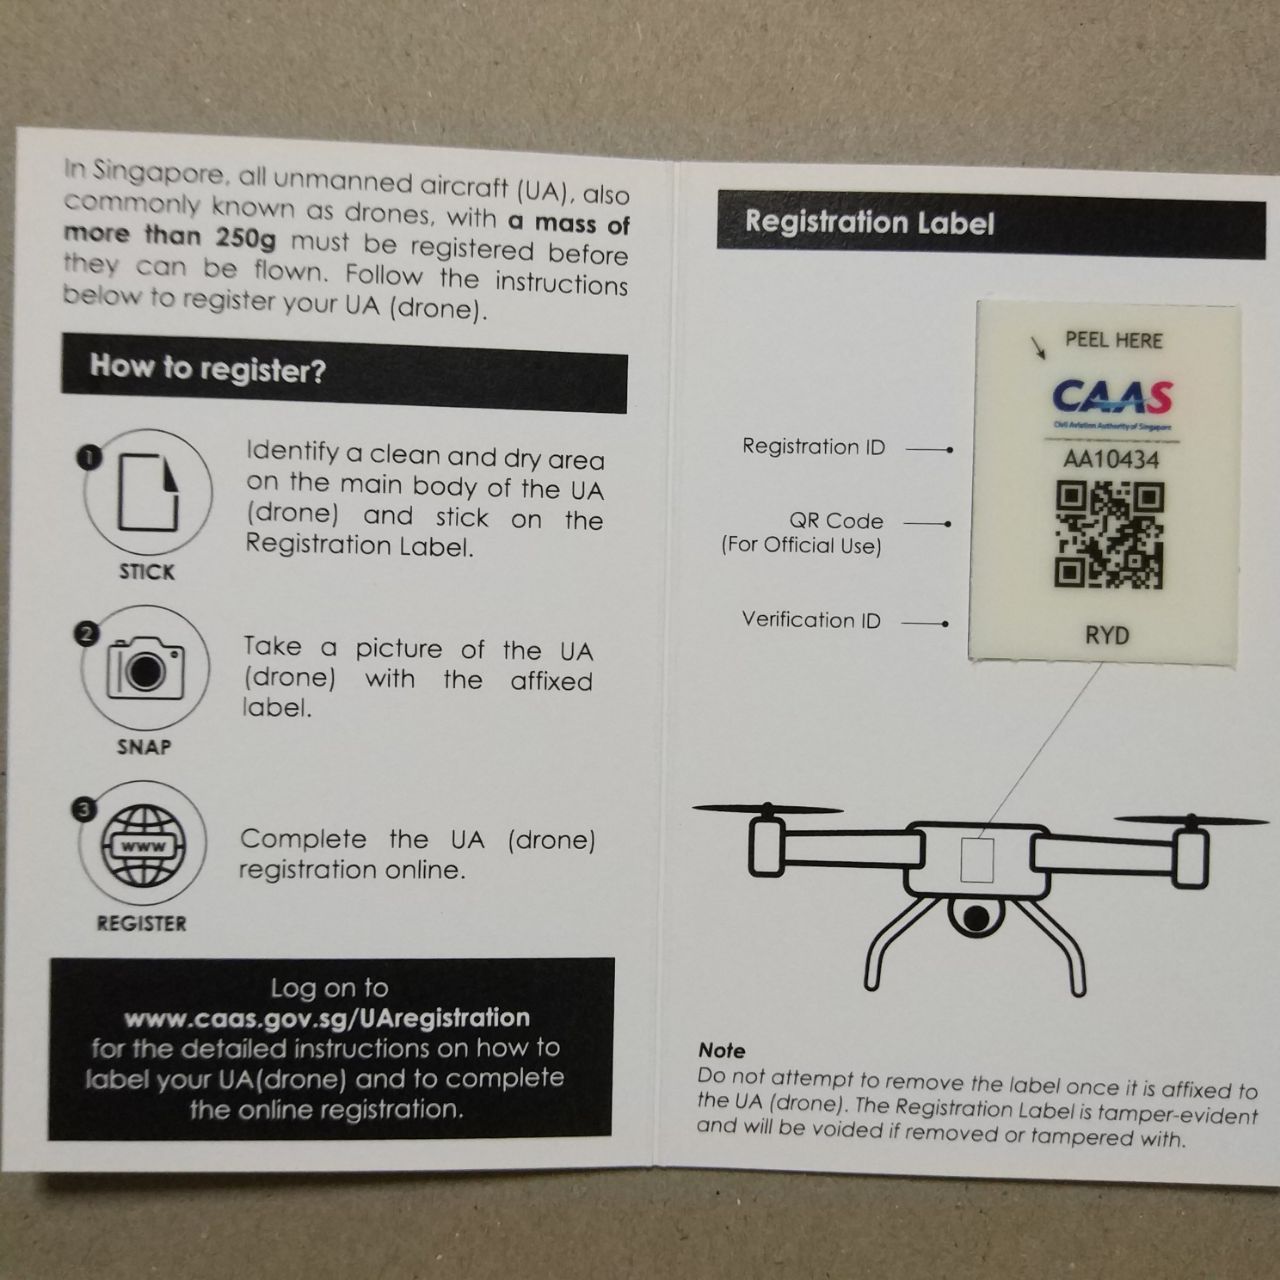 In Singapore, all unmanned aircraft (UA), also
commonly known as drones, with a mass of
more than 250g must be registered before
they can be flown. Follow the instructions
below to register your UA (drone).
How to register?
1
STICK
Identify a clean and dry area
on the main body of the UA
(drone) and stick on the
Registration Label.
2
SNAP
Take a picture of the UA
(drone) with the affixed
label.
3
WWW
REGISTER
Complete the UA (drone)
registration online.
Log on to
www.caas.gov.sg/UAregistration
for the detailed instructions on how to
label your UA(drone) and to complete
the online registration.
Registration Label
PEEL HERE
CAAS
Civil Aviation Authority of Singapore
Registration ID
AA10434
QR Code
(For Official Use)
Verification ID
RYD
Note
Do not attempt to remove the label once it is affixed to
the UA (drone). The Registration Label is tamper-evident
and will be voided if removed or tampered with.